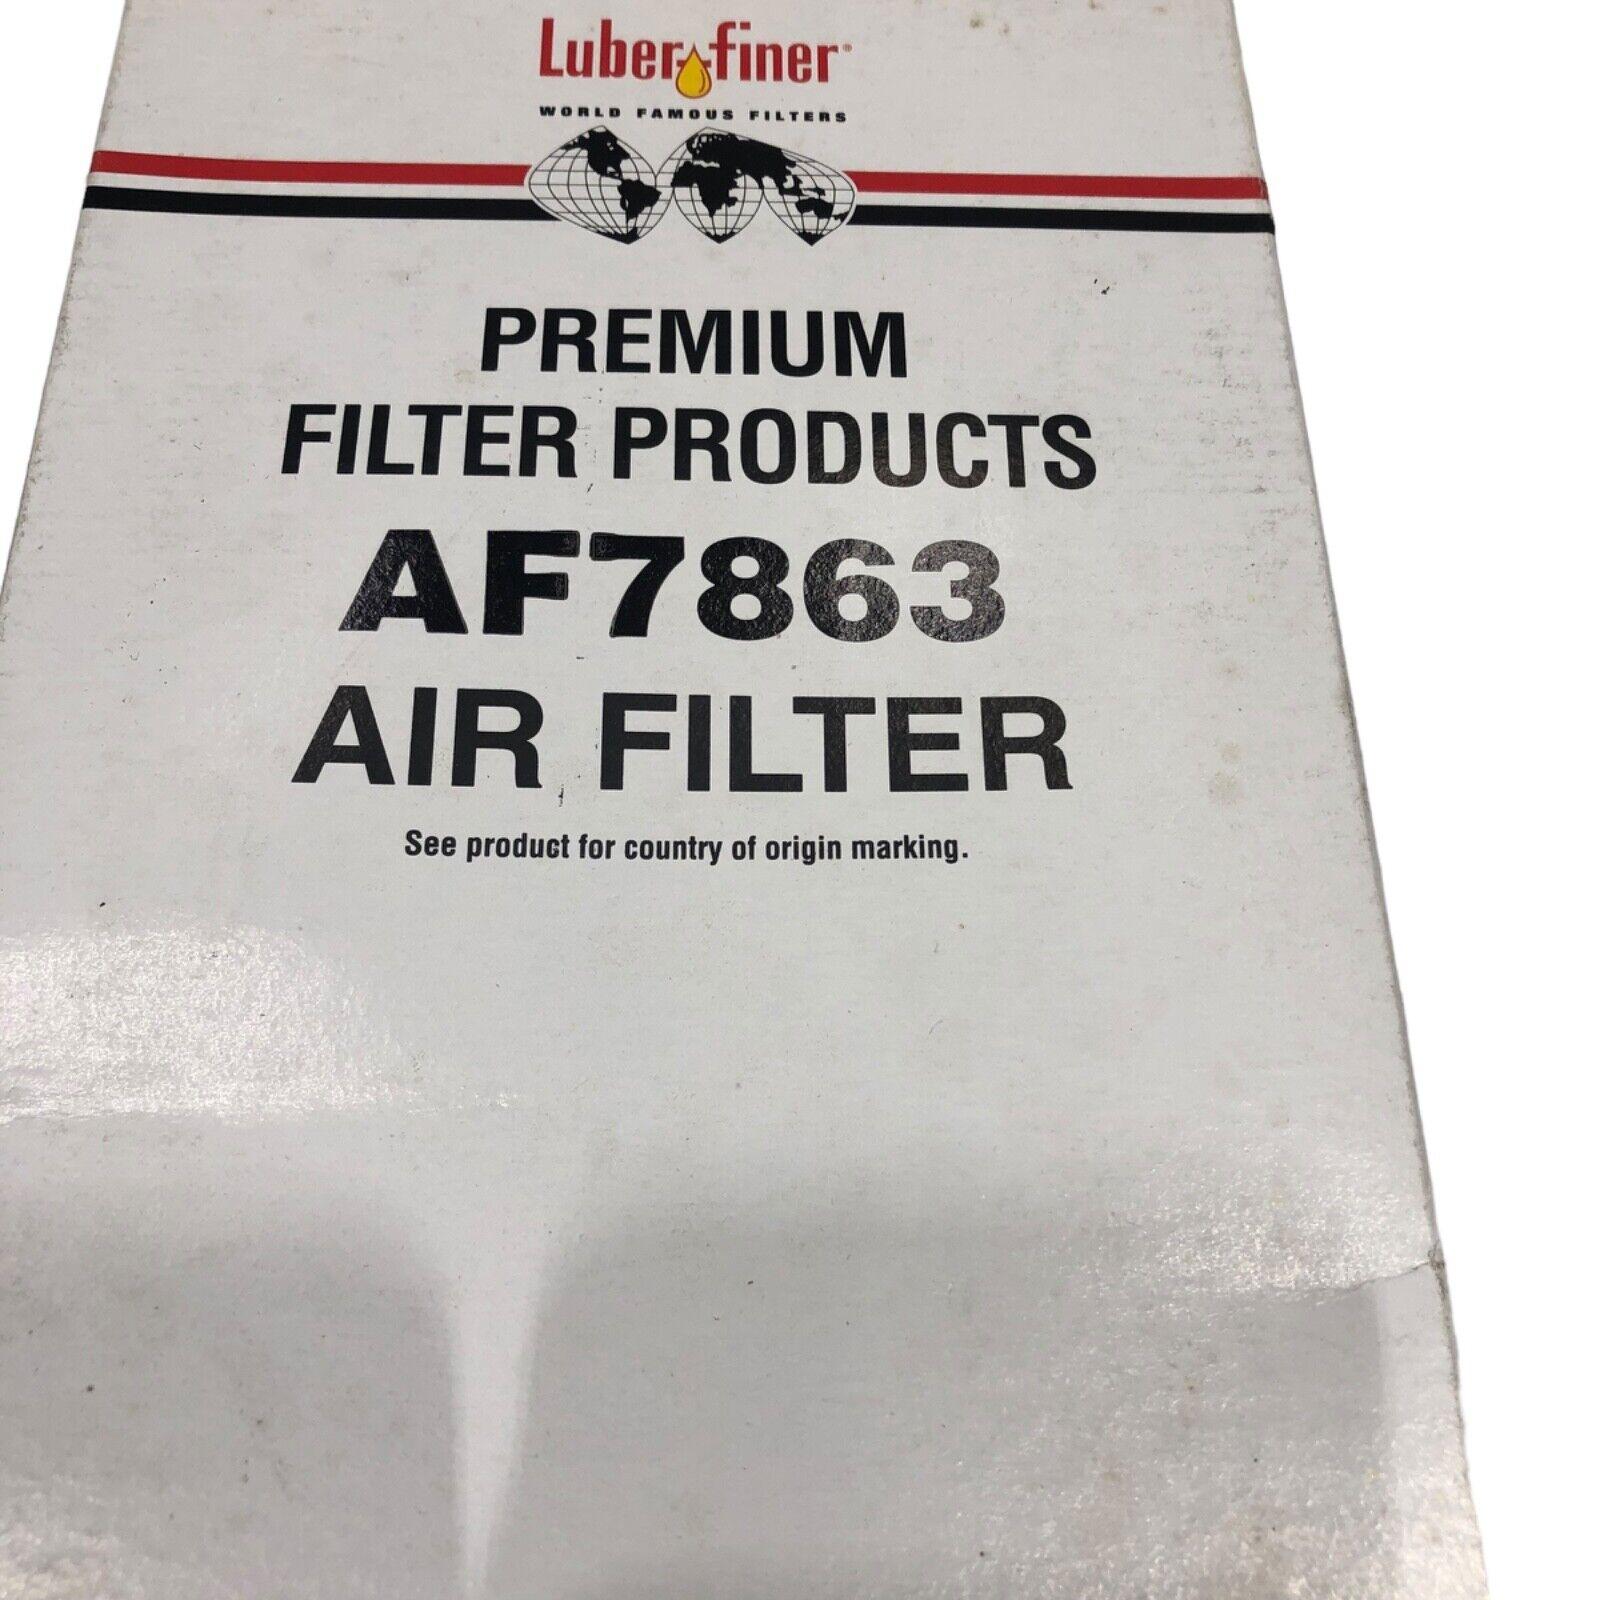 Luber-finer®
WORLD FAMOUS FILTERS
PREMIUM
FILTER PRODUCTS
AF7863
AIR FILTER
See product for country of origin marking.